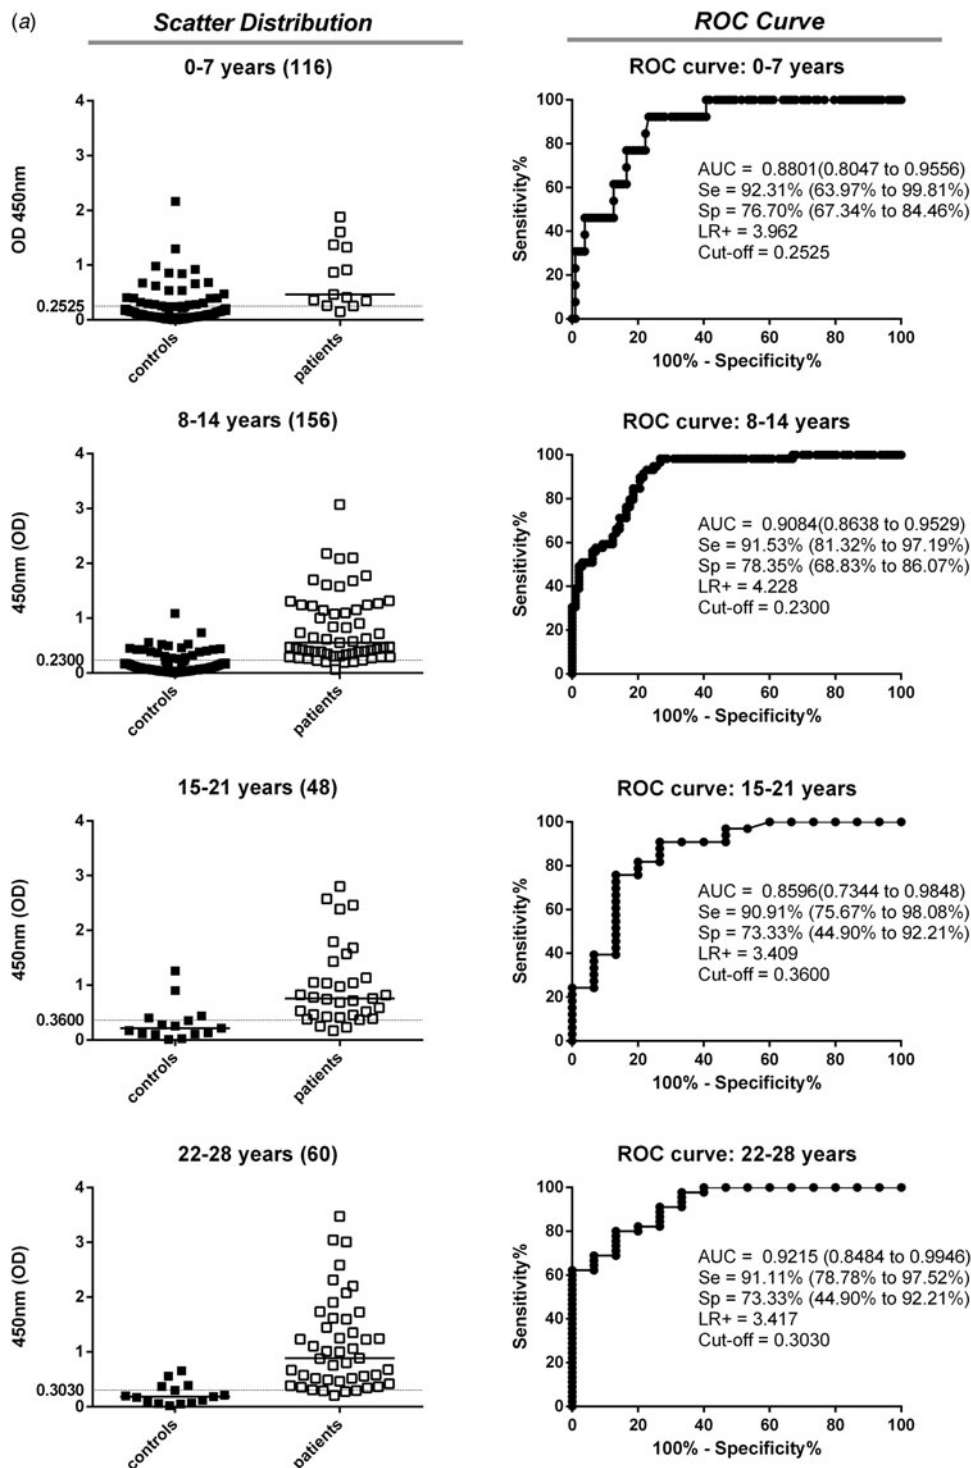 (a)
Scatter Distribution
ROC Curve
0-7 years (116)
OD 450nm
4
3
2
1
0.2525
0
controls
patients
ROC curve: 0-7 years
Sensitivity%
100
80
60
40
20
0
AUC = 0.8801(0.8047 to 0.9556)
Se = 92.31% (63.97% to 99.81%)
Sp = 76.70% (67.34% to 84.46%)
LR+ = 3.962
Cut-off = 0.2525
0 20 40 60 80 100
100% - Specificity%
8-14 years (156)
450nm (OD)
4
3
2
1
0.2300
0
controls
patients
ROC curve: 8-14 years
Sensitivity%
100
80
60
40
20
0
AUC = 0.9084(0.8638 to 0.9529)
Se = 91.53% (81.32% to 97.19%)
Sp = 78.35% (68.83% to 86.07%)
LR+ = 4.228
Cut-off = 0.2300
0 20 40 60 80 100
100% - Specificity%
15-21 years (48)
450nm (OD)
4
3
2
1
0.3600
0
controls
patients
ROC curve: 15-21 years
Sensitivity%
100
80
60
40
20
0
AUC = 0.8596(0.7344 to 0.9848)
Se = 90.91% (75.67% to 98.08%)
Sp = 73.33% (44.90% to 92.21%)
LR+ = 3.409
Cut-off = 0.3600
0 20 40 60 80 100
100% - Specificity%
22-28 years (60)
450nm (OD)
4
3
2
1
0.3030
0
controls
patients
ROC curve: 22-28 years
Sensitivity%
100
80
60
40
20
0
AUC = 0.9215 (0.8484 to 0.9946)
Se = 91.11% (78.78% to 97.52%)
Sp = 73.33% (44.90% to 92.21%)
LR+ = 3.417
Cut-off = 0.3030
0 20 40 60 80 100
100% - Specificity%